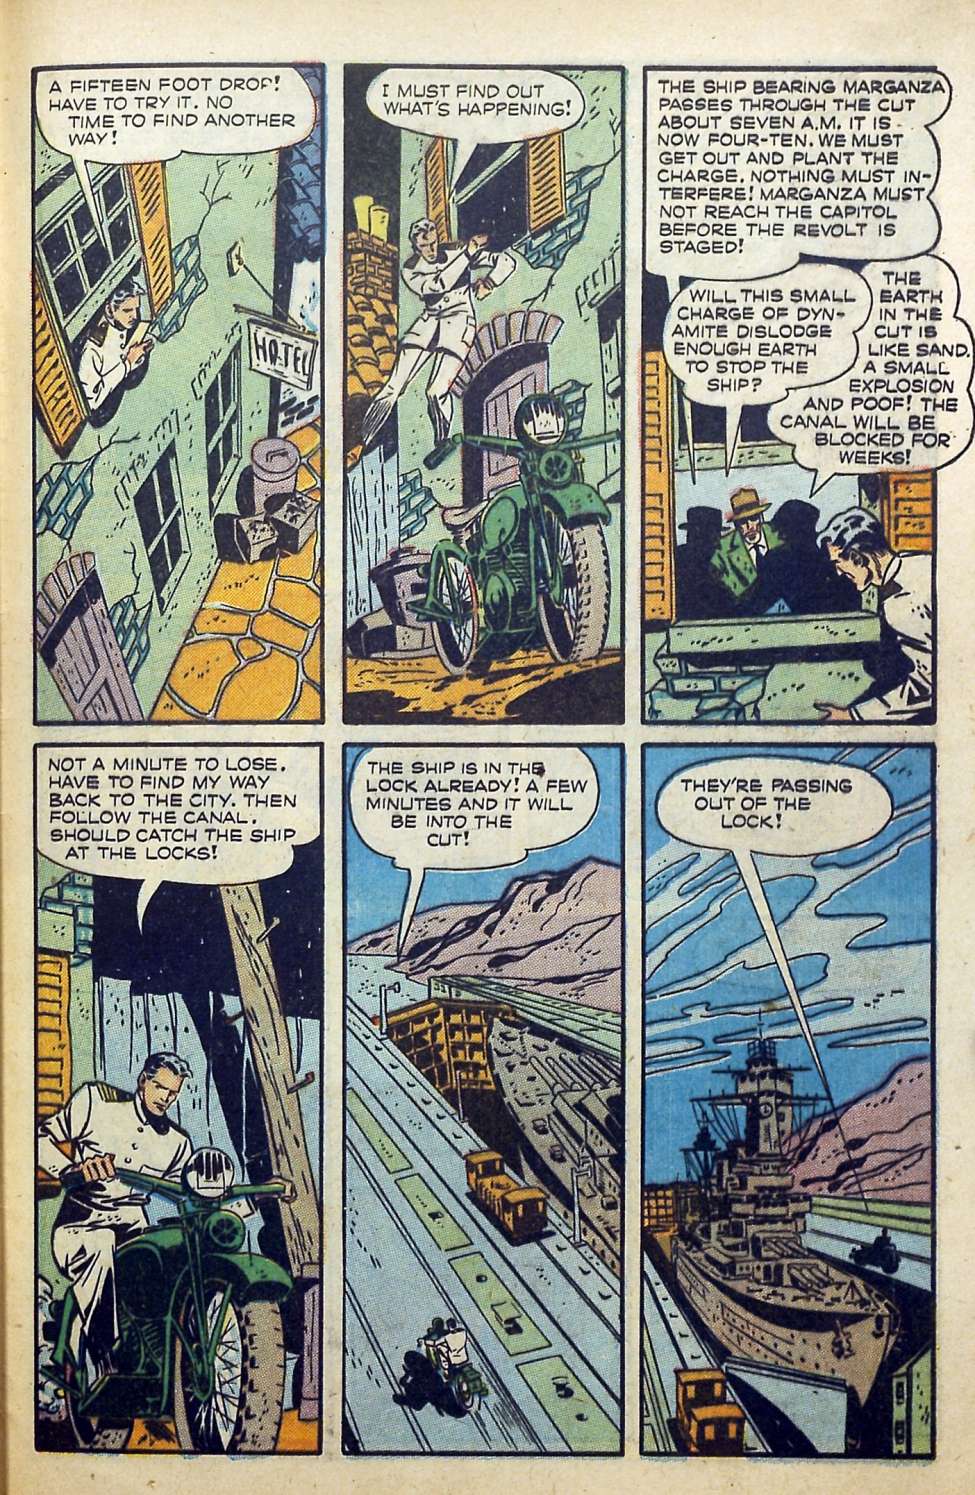 A FIFTEEN FOOT DROP!
HAVE TO TRY IT. NO
TIME TO FIND ANOTHER
WAY!
HOTEL
I MUST FIND OUT
WHAT'S HAPPENING!
THE SHIP BEARING MARGANZA
PASSES THROUGH THE CUT
ABOUT SEVEN A.M. IT IS
NOW FOUR-TEN. WE MUST
GET OUT AND PLANT THE
CHARGE. NOTHING MUST IN-
TERFERE! MARGANZA MUST
NOT REACH THE CAPITOL
BEFORE THE REVOLT IS
STAGED!
WILL THIS SMALL
CHARGE OF DYN-
AMITE DISLODGE
ENOUGH EARTH
TO STOP THE
SHIP?
THE
EARTH
IN THE
CUT IS
LIKE SAND.
A SMALL
EXPLOSION
AND POOF! THE
CANAL WILL BE
BLOCKED FOR
WEEKS!
NOT A MINUTE TO LOSE.
HAVE TO FIND MY WAY
BACK TO THE CITY. THEN
FOLLOW THE CANAL.
SHOULD CATCH THE SHIP
AT THE LOCKS!
THE SHIP IS IN THE
LOCK ALREADY! A FEW
MINUTES AND IT WILL
BE INTO THE
CUT!
THEY'RE PASSING
OUT OF THE
LOCK!